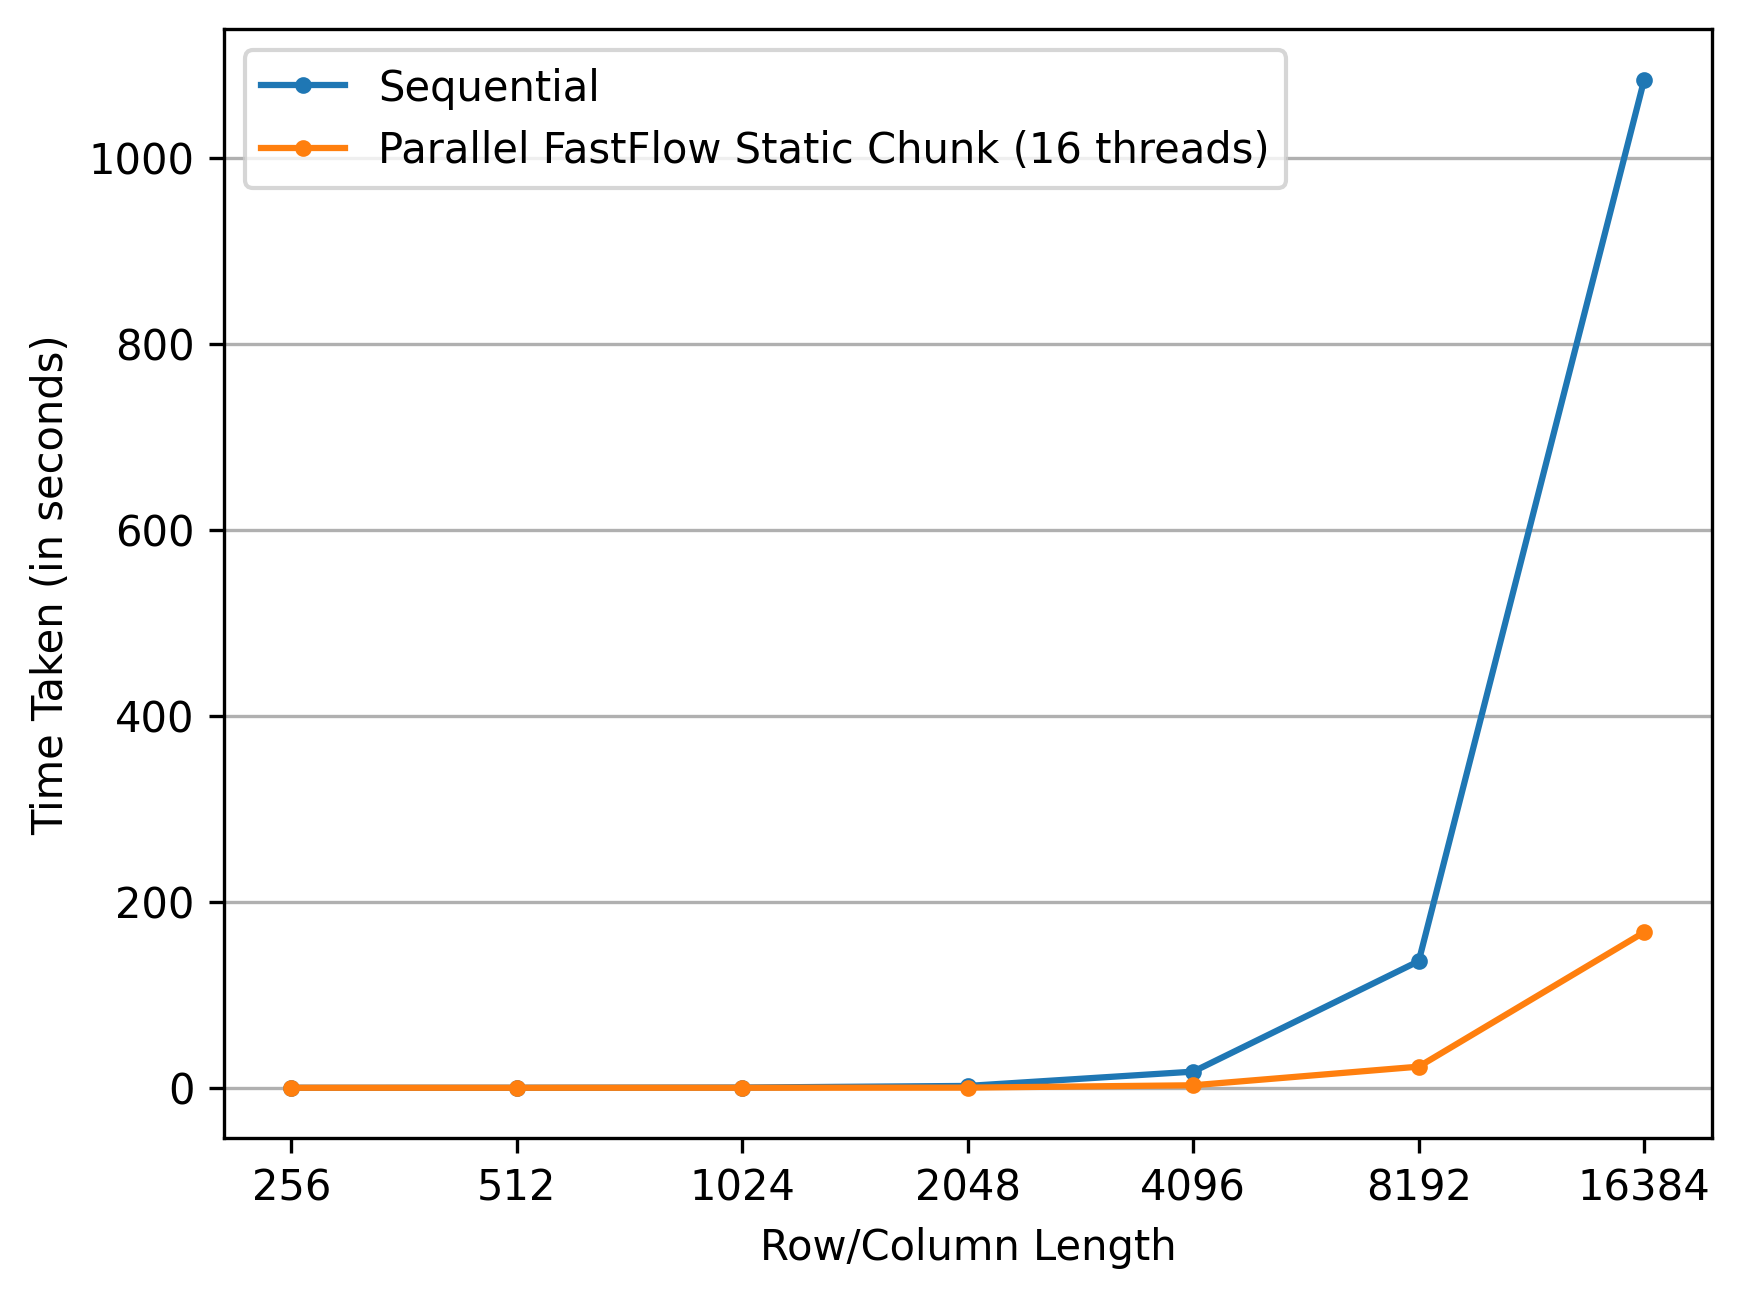 Sequential
Parallel FastFlow Static Chunk (16 threads)
1000
800
600
400
200
0
Time Taken (in seconds)
256 512 1024 2048 4096 8192 16384
Row/Column Length